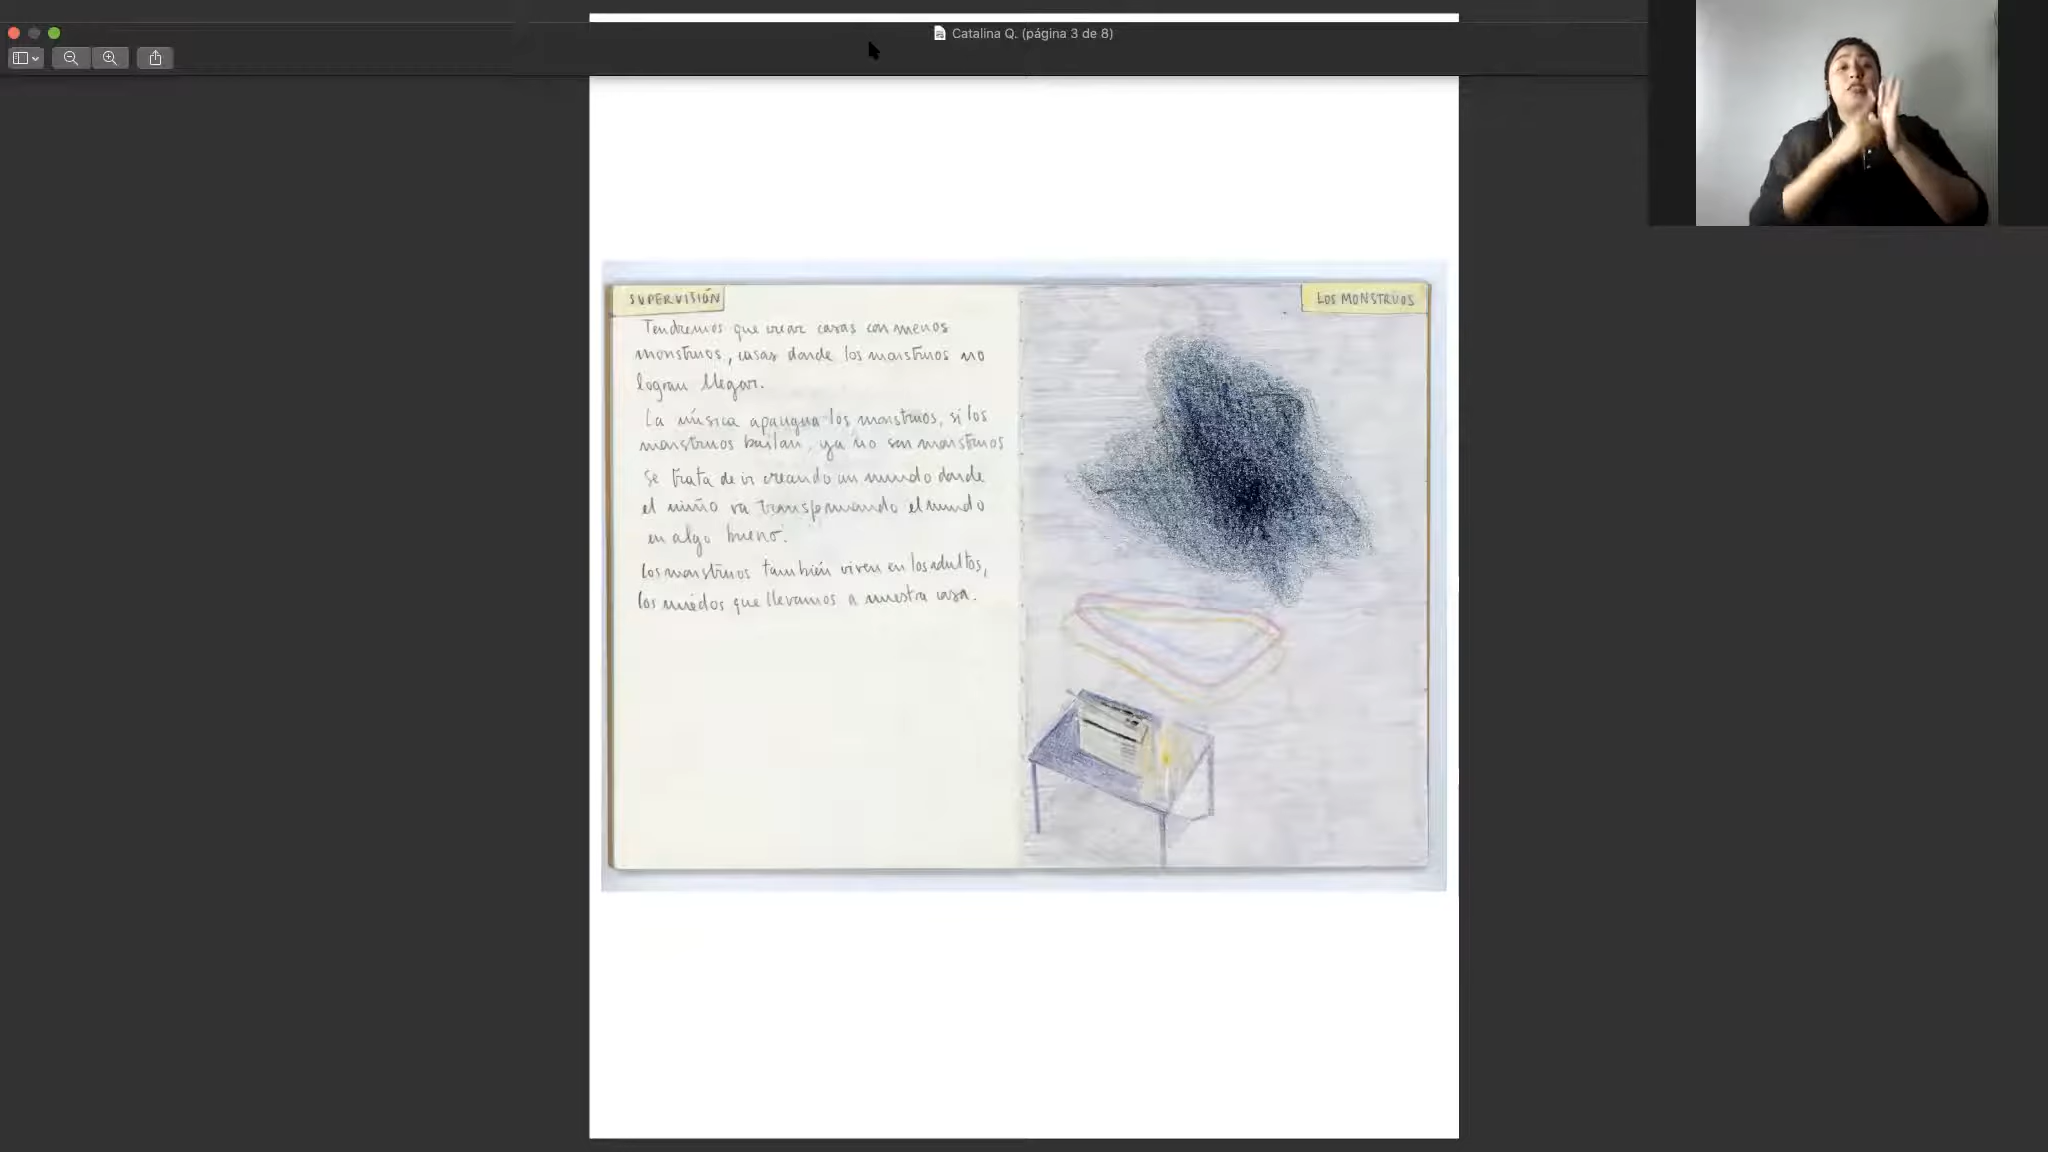 Catalina Q. (página 3 de 8)
SUPERVISIÓN
Tendremos que crear casas con menos
monstruos, casas donde los monstruos no
logran llegar.
La música apacigua los monstruos, si los
monstruos bailan, ya no son monstruos
Se trata de ir creando un mundo donde
el niño va transformando el mundo
en algo bueno.
Los monstruos también viven en los adultos,
los miedos que llevamos a nuestra casa.
LOS MONSTRUOS